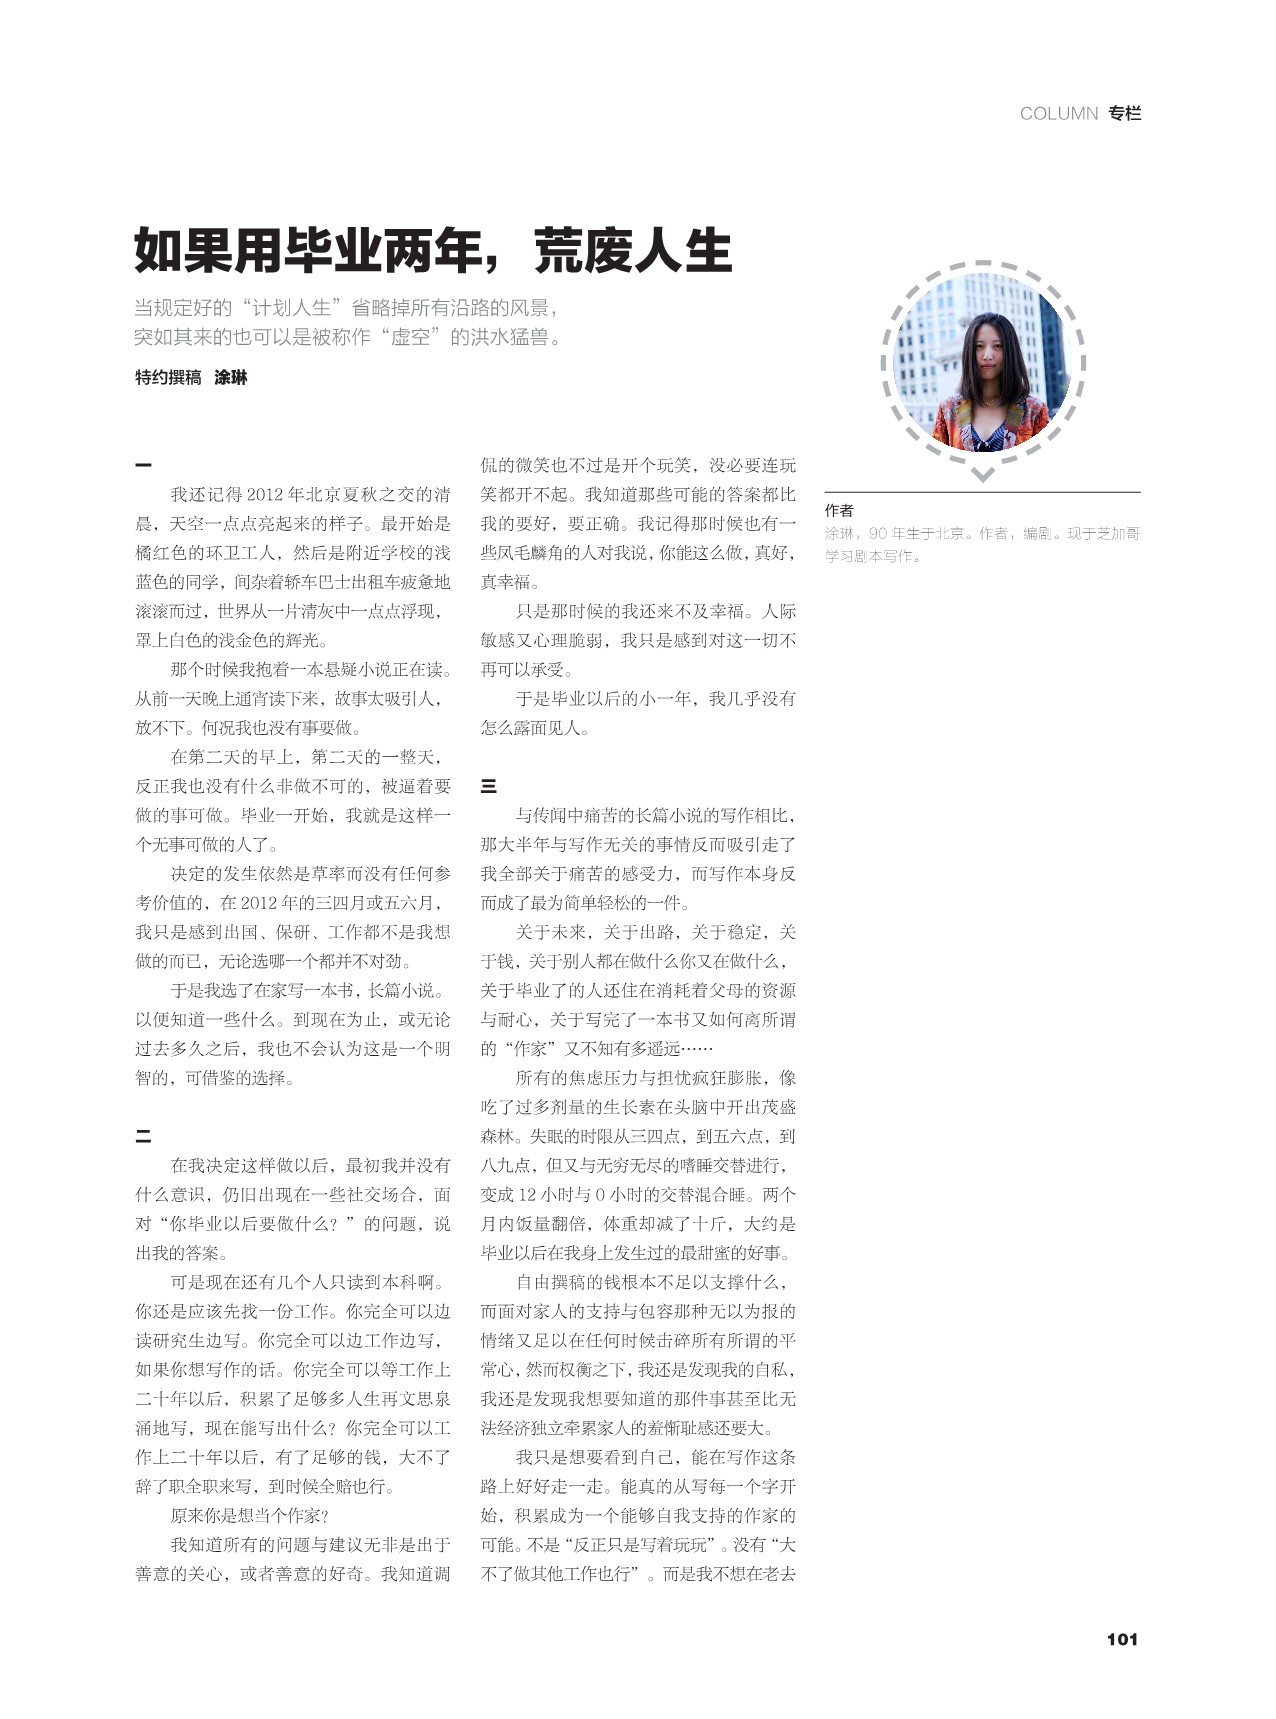 COLUMN 专栏
如果用毕业两年，荒废人生
当规定好的“计划人生”省略掉所有沿路的风景，
突如其来的也可以是被称作“虚空”的洪水猛兽。
特约撰稿 涂琳
一
我还记得 2012 年北京夏秋之交的清
晨，天空一点点亮起来的样子。最开始是
橘红色的环卫工人，然后是附近学校的浅
蓝色的同学，间杂着轿车巴士出租车疲惫地
滚滚而过，世界从一片清灰中一点点浮现，
罩上白色的浅金色的辉光。
那个时候我抱着一本悬疑小说正在读。
从前一天晚上通宵读下来，故事太吸引人，
放不下。何况我也没有事要做。
在第二天的早上，第二天的一整天，
反正我也没有什么非做不可的，被逼着要
做的事可做。毕业一开始，我就是这样一
个无事可做的人了。
决定的发生依然是草率而没有任何参
考价值的，在 2012 年的三四月或五六月，
我只是感到出国、保研、工作都不是我想
做的而已，无论选哪一个都并不对劲。
于是我选了在家写一本书，长篇小说。
以便知道一些什么。到现在为止，或无论
过去多久之后，我也不会认为这是一个明
智的，可借鉴的选择。
二
在我决定这样做以后，最初我并没有
什么意识，仍旧出现在一些社交场合，面
对“你毕业以后要做什么？”的问题，说
出我的答案。
可是现在还有几个人只读到本科啊。
你还是应该先找一份工作。你完全可以边
读研究生边写。你完全可以边工作边写，
如果你想写作的话。你完全可以等工作上
二十年以后，积累了足够多人生再文思泉
涌地写，现在能写出什么？你完全可以工
作上二十年以后，有了足够的钱，大不了
辞了职全职来写，到时候全赔也行。
原来你是想当个作家？
我知道所有的问题与建议无非是出于
善意的关心，或者善意的好奇。我知道调
侃的微笑也不过是开个玩笑，没必要连玩
笑都开不起。我知道那些可能的答案都比
我的要好，要正确。我记得那时候也有一
些凤毛麟角的人对我说，你能这么做，真好，
真幸福。
只是那时候的我还来不及幸福。人际
敏感又心理脆弱，我只是感到对这一切不
再可以承受。
于是毕业以后的小一年，我几乎没有
怎么露面见人。
三
与传闻中痛苦的长篇小说的写作相比，
那大半年与写作无关的事情反而吸引走了
我全部关于痛苦的感受力，而写作本身反
而成了最为简单轻松的一件。
关于未来，关于出路，关于稳定，关
于钱，关于别人都在做什么你又在做什么，
关于毕业了的人还住在消耗着父母的资源
与耐心，关于写完了一本书又如何离所谓
的“作家”又不知有多遥远……
所有的焦虑压力与担忧疯狂膨胀，像
吃了过多剂量的生长素在头脑中开出茂盛
森林。失眠的时限从三四点，到五六点，到
八九点，但又与无穷无尽的嗜睡交替进行，
变成 12 小时与 0 小时的交替混合睡。两个
月内饭量翻倍，体重却减了十斤，大约是
毕业以后在我身上发生过的最甜蜜的好事。
自由撰稿的钱根本不足以支撑什么，
而面对家人的支持与包容那种无以为报的
情绪又足以在任何时候击碎所有所谓的平
常心，然而权衡之下，我还是发现我的自私，
我还是发现我想要知道的那件事甚至比无
法经济独立牵累家人的羞惭耻感还要大。
我只是想要看到自己，能在写作这条
路上好好走一走。能真的从写每一个字开
始，积累成为一个能够自我支持的作家的
可能。不是“反正只是写着玩玩”。没有“大
不了做其他工作也行”。而是我不想在老去
作者
涂琳，90 年生于北京。作者，编剧。现于芝加哥
学习剧本写作。
101